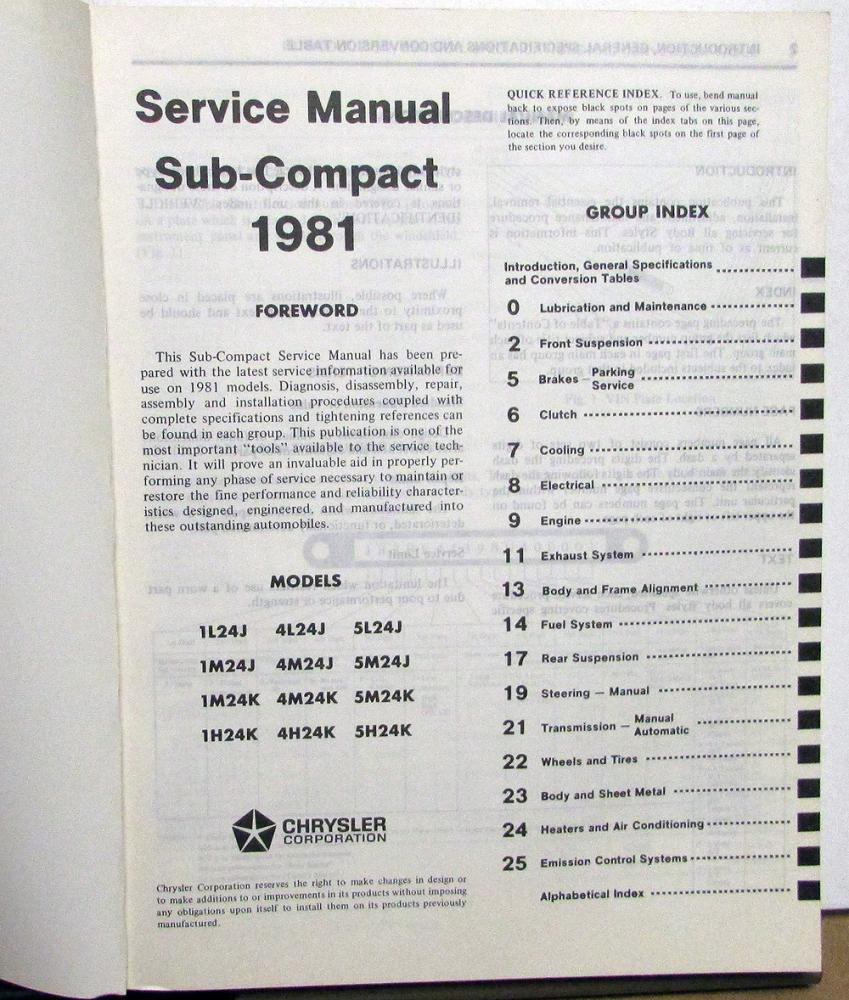 Service Manual
Sub-Compact
1981
FOREWORD
This Sub-Compact Service Manual has been pre-
pared with the latest service information available for
use on 1981 models. Diagnosis, disassembly, repair,
assembly and installation procedures coupled with
complete specifications and tightening references can
be found in each group. This publication is one of the
most important "tools" available to the service tech-
nician. It will prove an invaluable aid in properly per-
forming any phase of service necessary to maintain or
restore the fine performance and reliability character-
istics designed, engineered, and manufactured into
these outstanding automobiles.
MODELS
1L24J 4L24J 5L24J
1M24J 4M24J 5M24J
1M24K 4M24K 5M24K
1H24K 4H24K 5H24K
CHRYSLER
CORPORATION
Chrysler Corporation reserves the right to make changes in design or
to make additions to or improvements in its products without imposing
any obligations upon itself to install them on its products previously
manufactured.
QUICK REFERENCE INDEX. To use, bend manual
back to expose black spots on pages of the various sec-
tions. Then, by means of the index tabs on this page,
locate the corresponding black spots on the first page of
the section you desire.
GROUP INDEX
Introduction, General Specifications
and Conversion Tables
0 Lubrication and Maintenance
2 Front Suspension
5 Brakes – Parking
Service
6 Clutch
7 Cooling
8 Electrical
9 Engine
11 Exhaust System
13 Body and Frame Alignment
14 Fuel System
17 Rear Suspension
19 Steering — Manual
21 Transmission — Manual
Automatic
22 Wheels and Tires
23 Body and Sheet Metal
24 Heaters and Air Conditioning
25 Emission Control Systems
Alphabetical Index